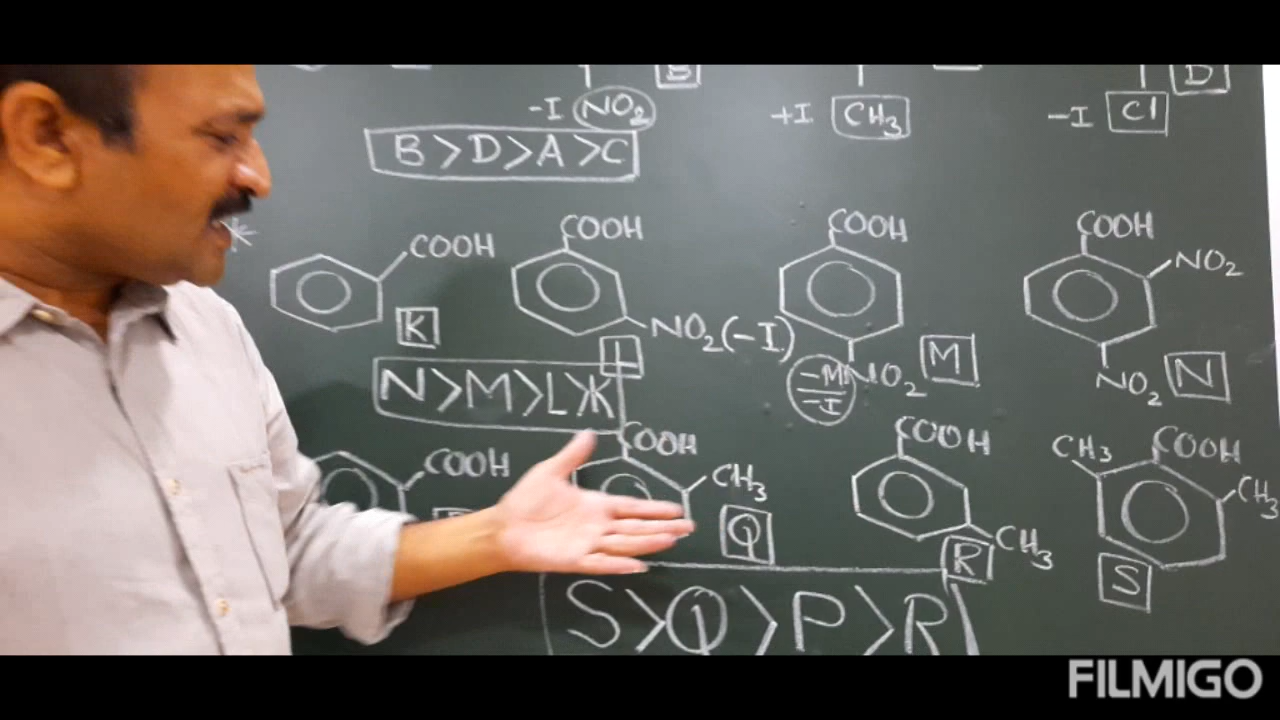 B D
-I NO2 +I CH3 -I Cl
B>D>A>C
COOH COOH COOH COOH
NO2
K NO2(-I) M N
L -M -I NO2 NO2
N>M>L>K
COOH COOH COOH CH3 COOH
CH3 CH3
Q R CH3 S
S>Q>P>R
FILMIGO